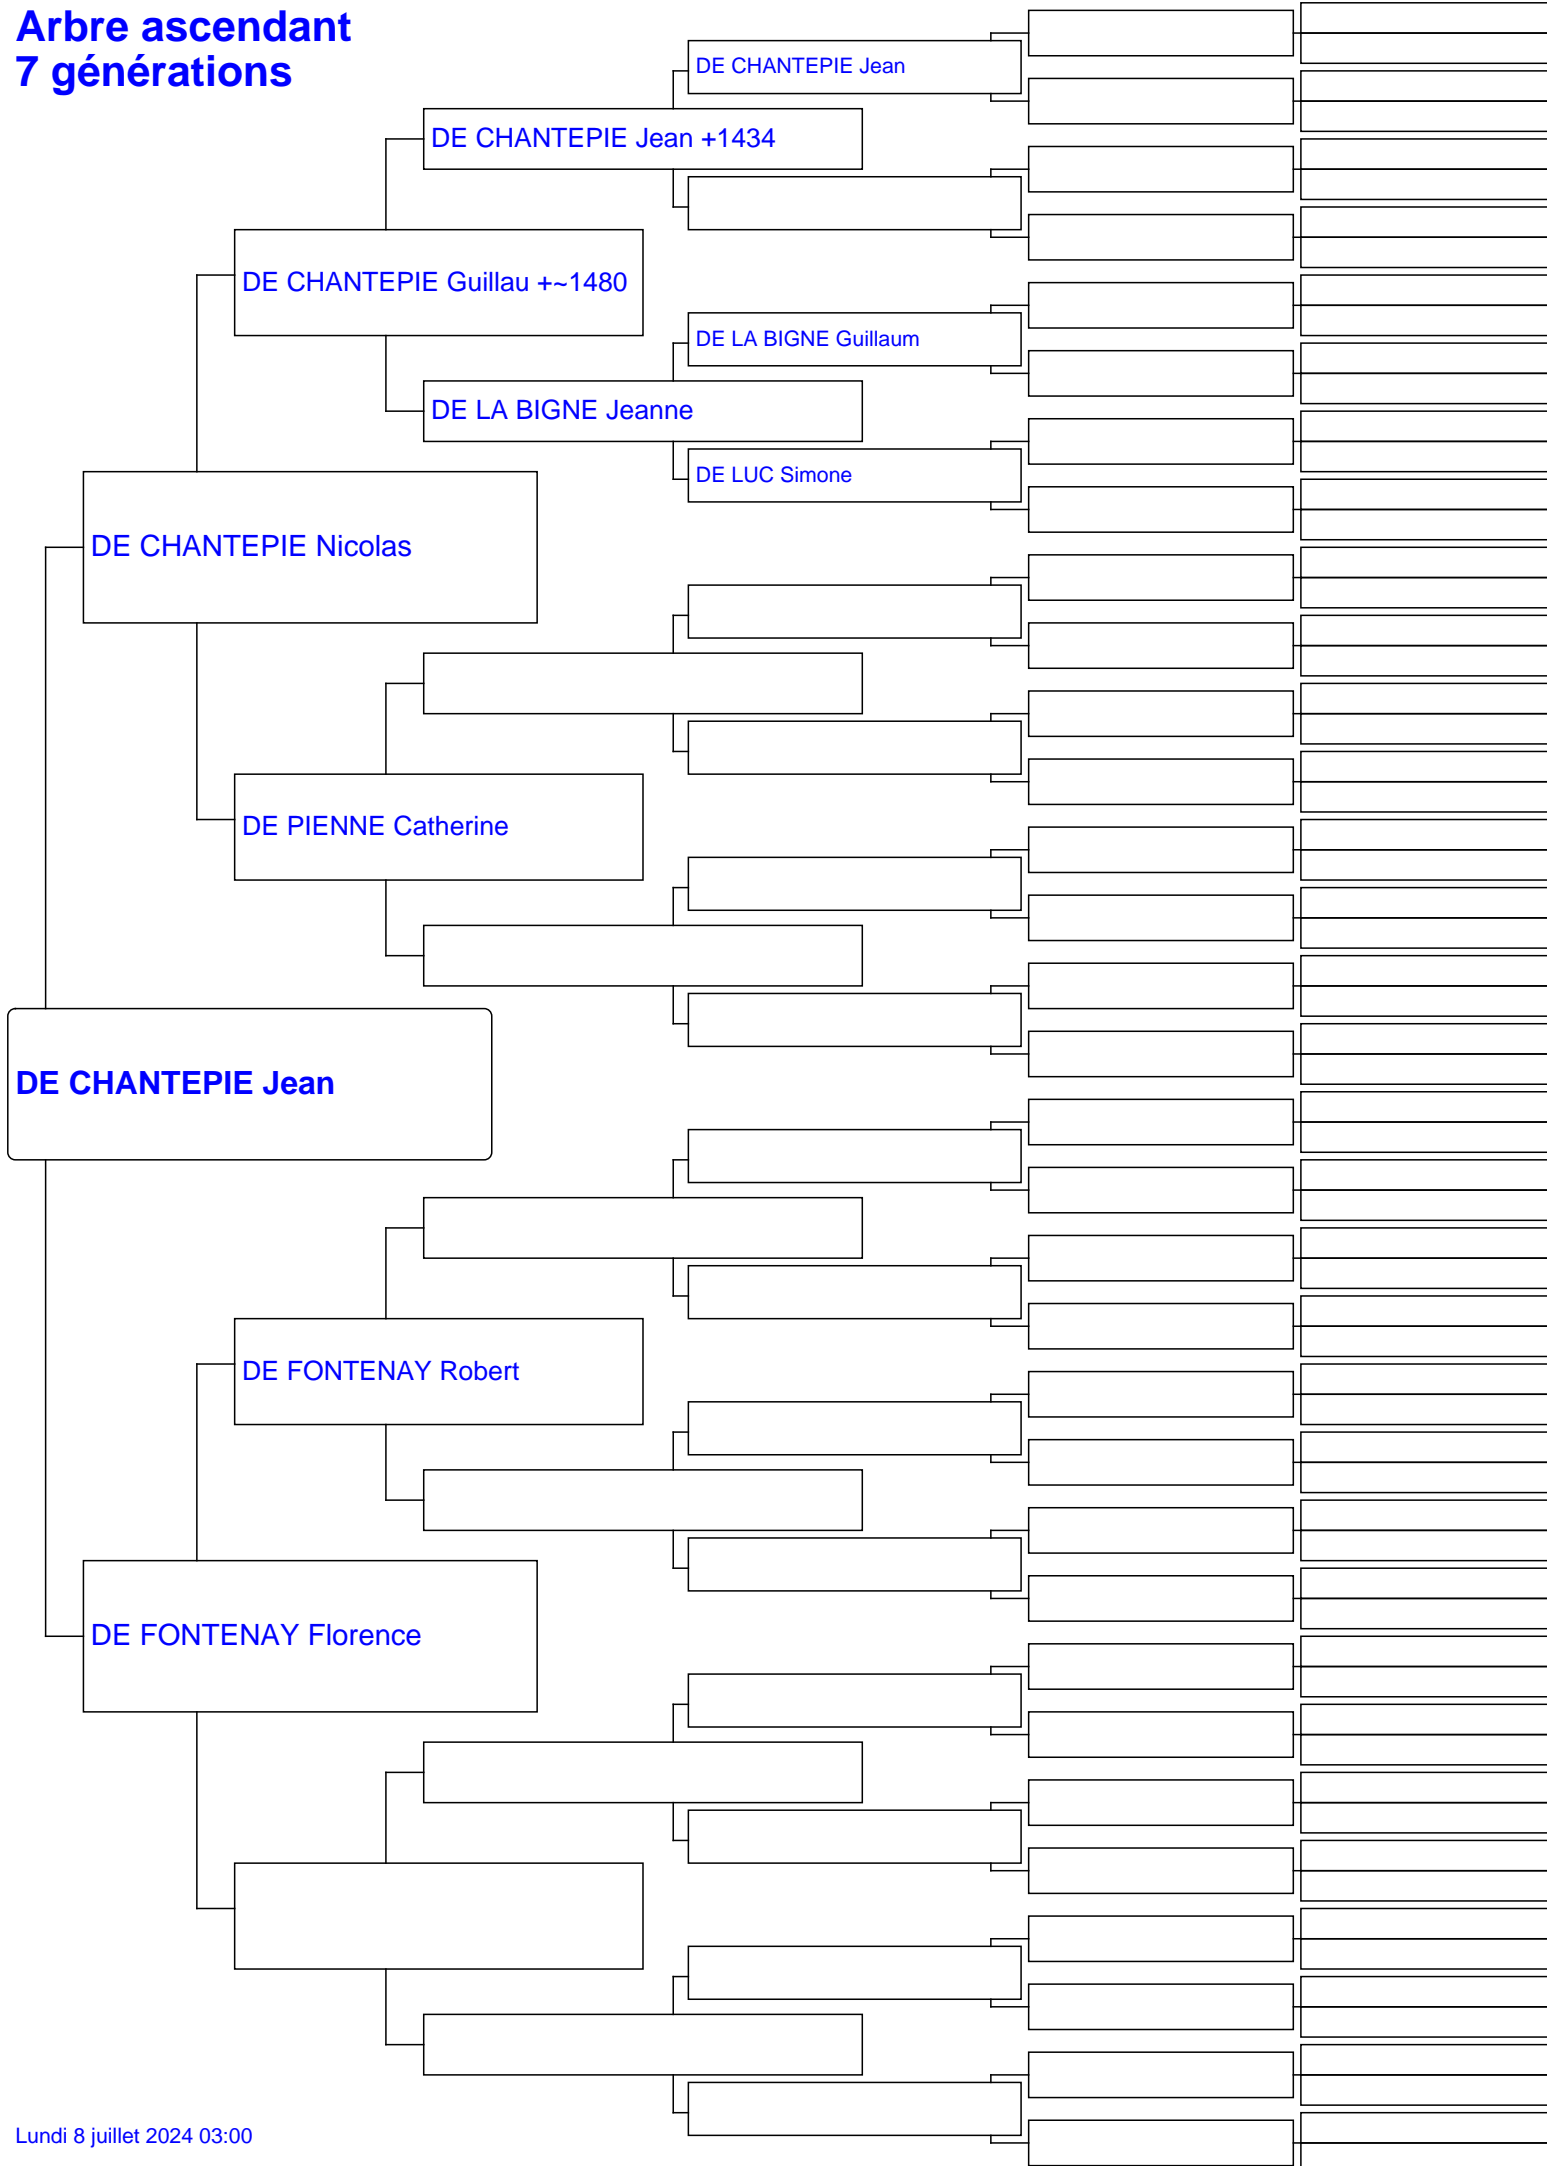 Arbre ascendant
7 générations
DE CHANTEPIE Jean
DE CHANTEPIE Jean +1434
DE CHANTEPIE Guillau +~1480
DE LA BIGNE Guillaum
DE LA BIGNE Jeanne
DE LUC Simone
DE CHANTEPIE Nicolas
DE PIENNE Catherine
DE CHANTEPIE Jean
DE FONTENAY Robert
DE FONTENAY Florence
Lundi 8 juillet 2024 03:00